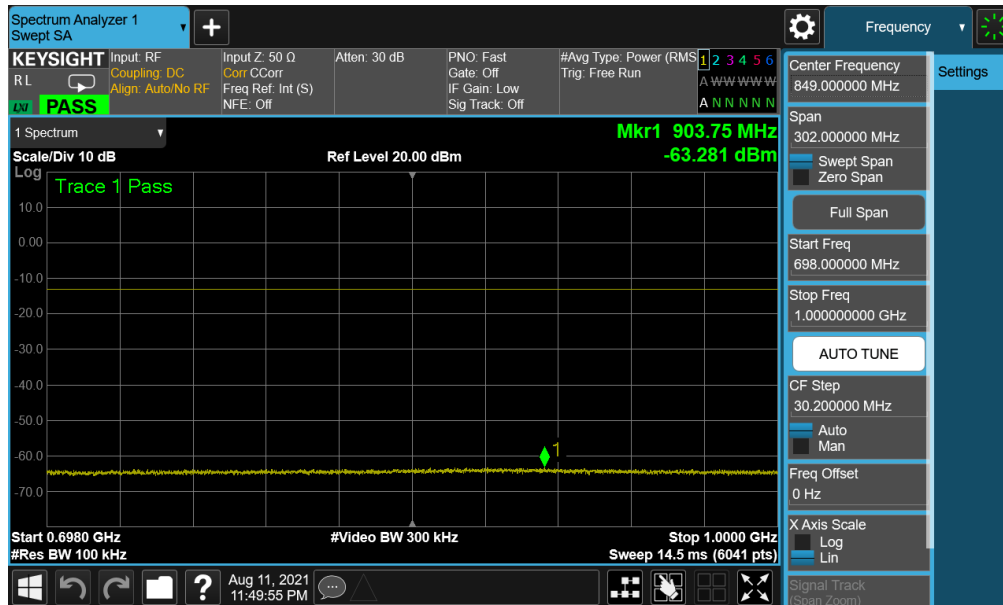 Spectrum Analyzer 1
Swept SA
+
Frequency
KEYSIGHT
RL
LXI PASS
Input: RF
Coupling: DC
Align: Auto/No RF
Input Z: 50 Ω
Corr CCorr
Freq Ref: Int (S)
NFE: Off
Atten: 30 dB
PNO: Fast
Gate: Off
IF Gain: Low
Sig Track: Off
#Avg Type: Power (RMS
Trig: Free Run
1 2 3 4 5 6
A W W W W W
A N N N N N
1 Spectrum
Scale/Div 10 dB
Ref Level 20.00 dBm
Mkr1 903.75 MHz
-63.281 dBm
Log
Trace 1 Pass
10.0
0.00
-10.0
-20.0
-30.0
-40.0
-50.0
-60.0
-70.0
1
Start 0.6980 GHz
#Res BW 100 kHz
#Video BW 300 kHz
Stop 1.0000 GHz
Sweep 14.5 ms (6041 pts)
Center Frequency
849.000000 MHz
Span
302.000000 MHz
Swept Span
Zero Span
Full Span
Start Freq
698.000000 MHz
Stop Freq
1.000000000 GHz
AUTO TUNE
CF Step
30.200000 MHz
Auto
Man
Freq Offset
0 Hz
X Axis Scale
Log
Lin
Signal Track
(Span Zoom)
Settings
?
Aug 11, 2021
11:49:55 PM